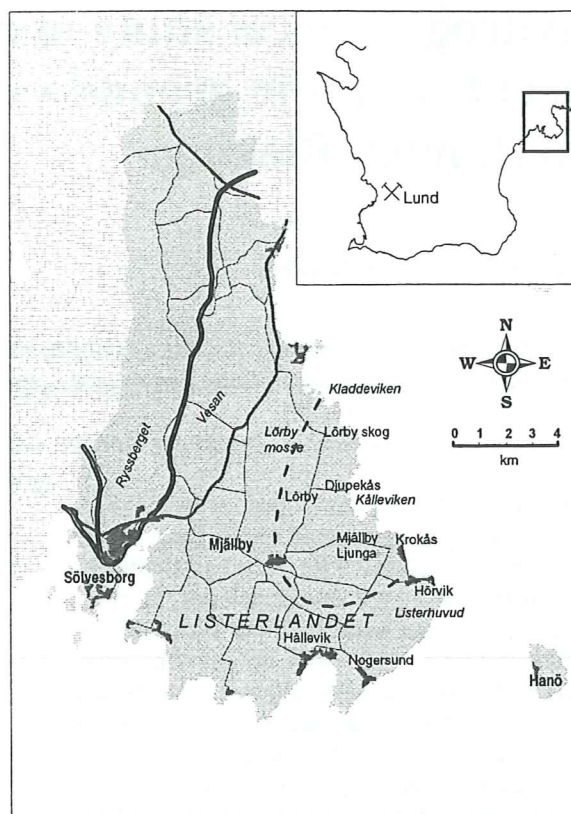 Lund
N
W E
S
0 1 2 3 4
km
Kladdeviken
Ryssberget
Vesan
Lörby
mosse
Lörby skog
Djupekås
Lörby
Kålleviken
Mjällby
Mjällby
Ljunga
Krokås
Sölvesborg
Hörvik
Listerhuvud
LISTERLANDET
Hällevik
Nogersund
Hanö